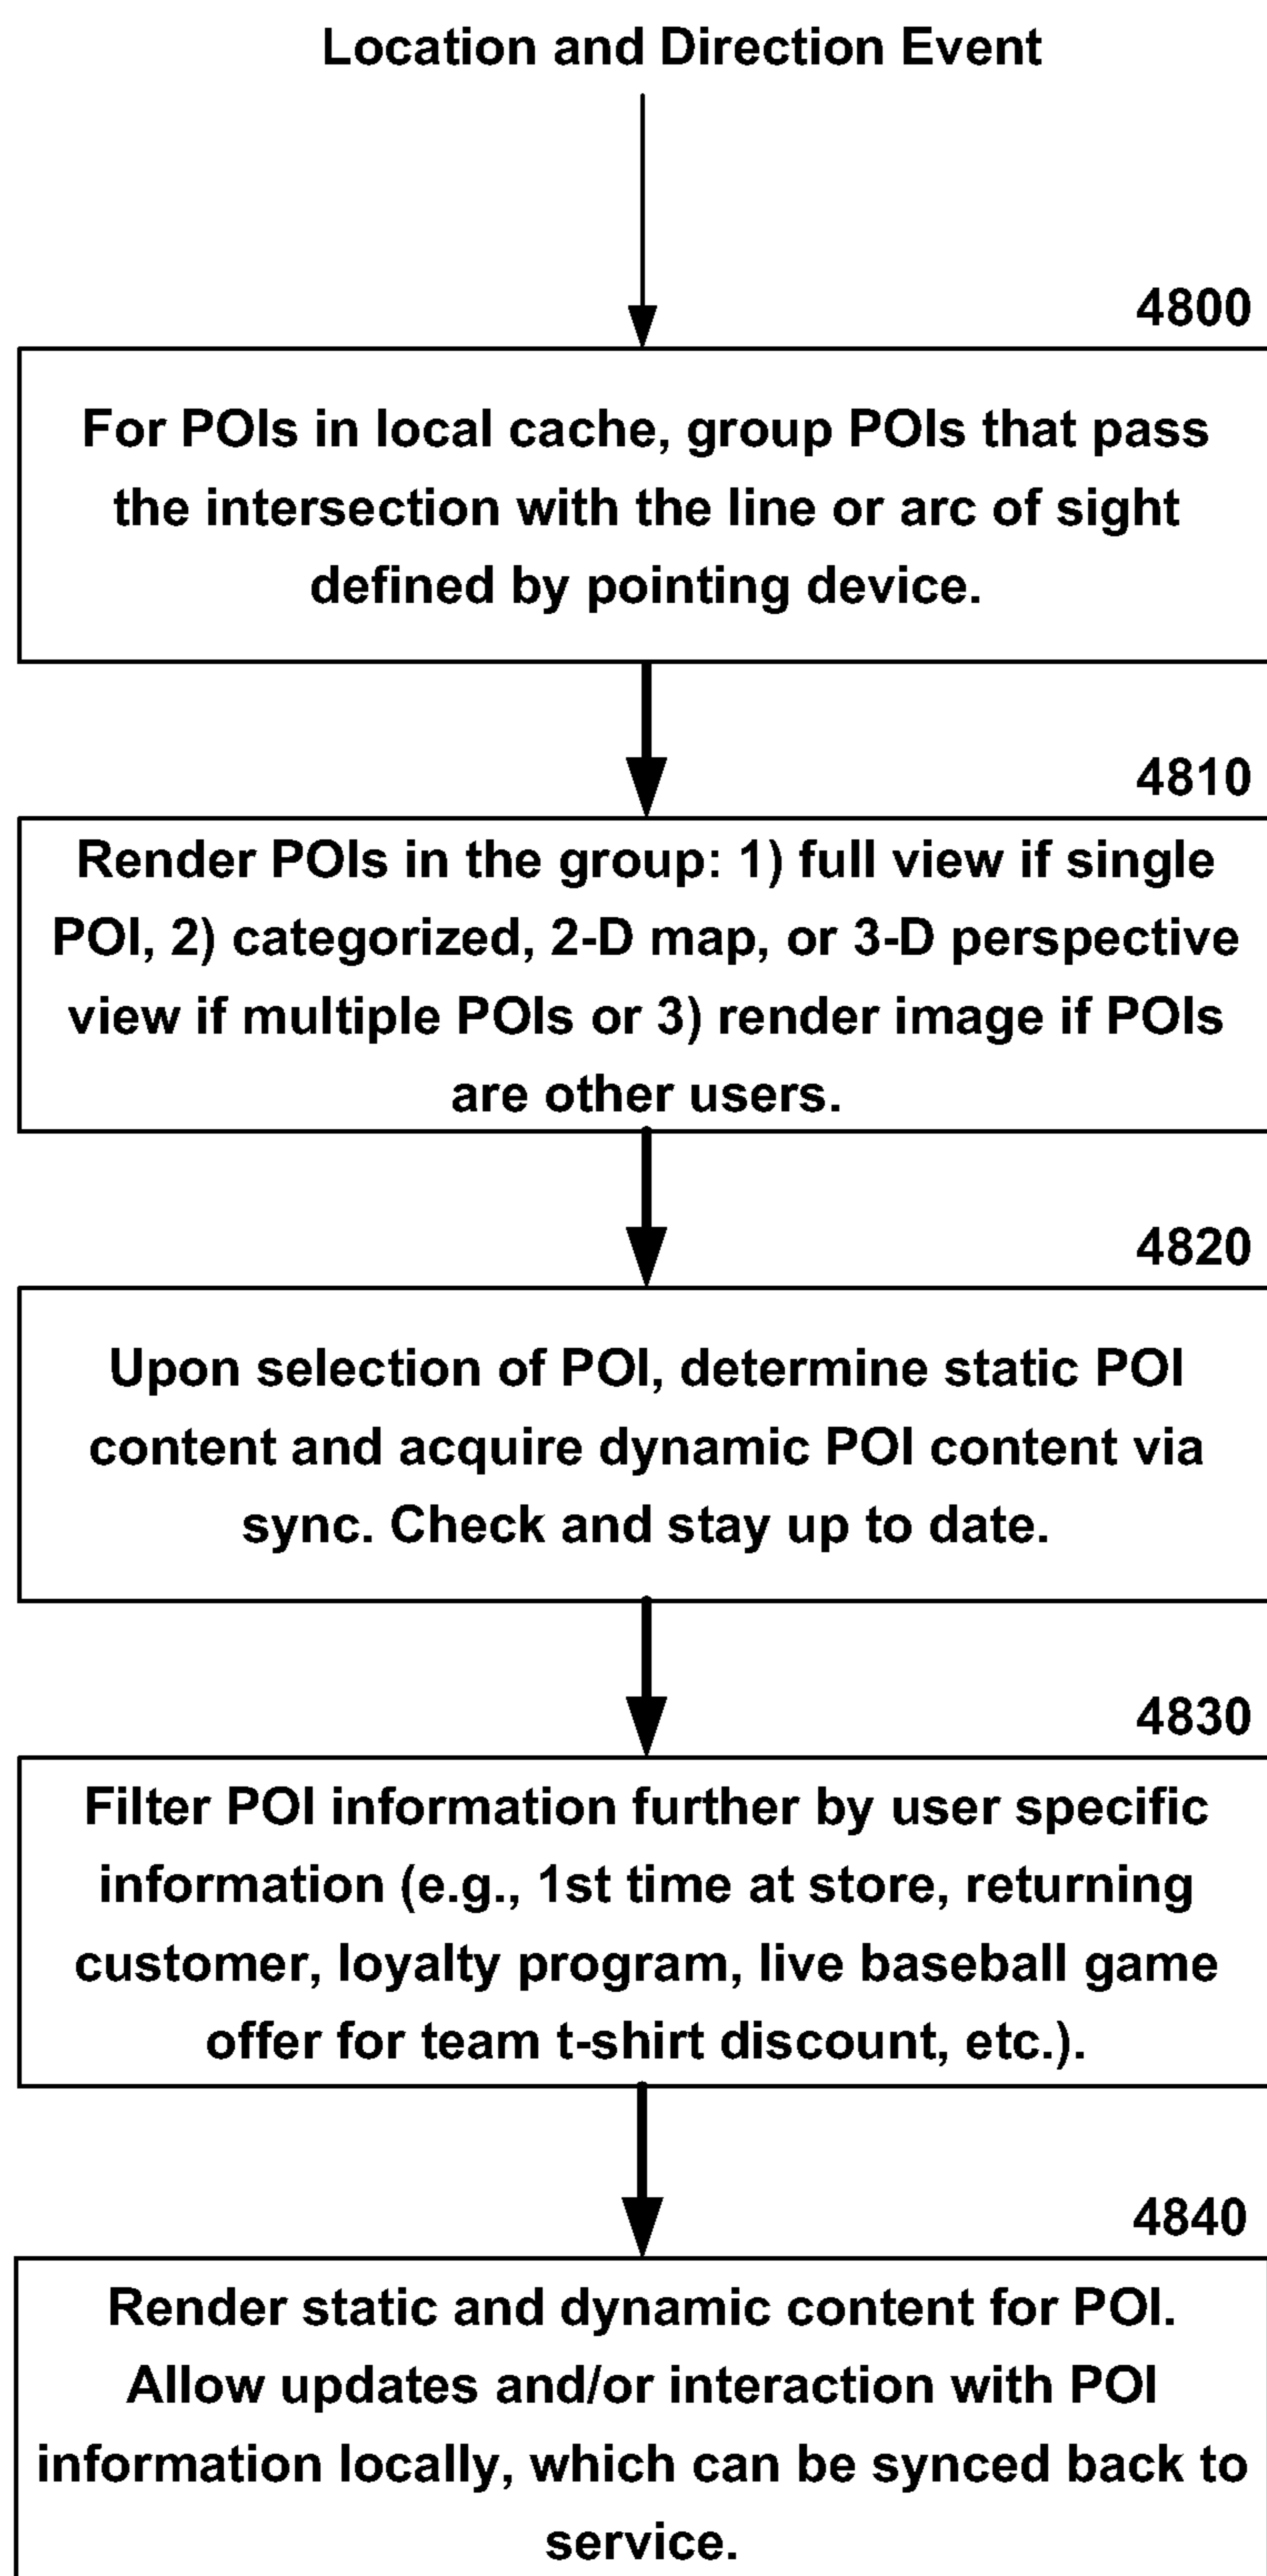 Location and Direction Event
4800
For POIs in local cache, group POIs that pass
the intersection with the line or arc of sight
defined by pointing device.
4810
Render POIs in the group: 1) full view if single
POI, 2) categorized, 2-D map, or 3-D perspective
view if multiple POIs or 3) render image if POIs
are other users.
4820
Upon selection of POI, determine static POI
content and acquire dynamic POI content via
sync. Check and stay up to date.
4830
Filter POI information further by user specific
information (e.g., 1st time at store, returning
customer, loyalty program, live baseball game
offer for team t-shirt discount, etc.).
4840
Render static and dynamic content for POI.
Allow updates and/or interaction with POI
information locally, which can be synced back to
service.